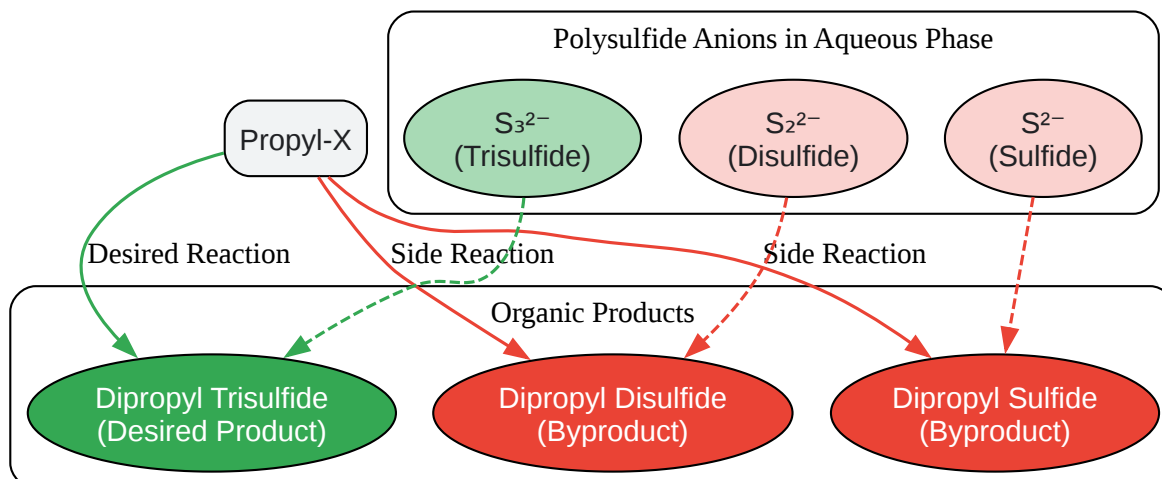 Polysulfide Anions in Aqueous Phase
Propyl-X
S₃²⁻
(Trisulfide)
S₂²⁻
(Disulfide)
S²⁻
(Sulfide)
Desired Reaction
Side Reaction
Side Reaction
Organic Products
Dipropyl Trisulfide
(Desired Product)
Dipropyl Disulfide
(Byproduct)
Dipropyl Sulfide
(Byproduct)